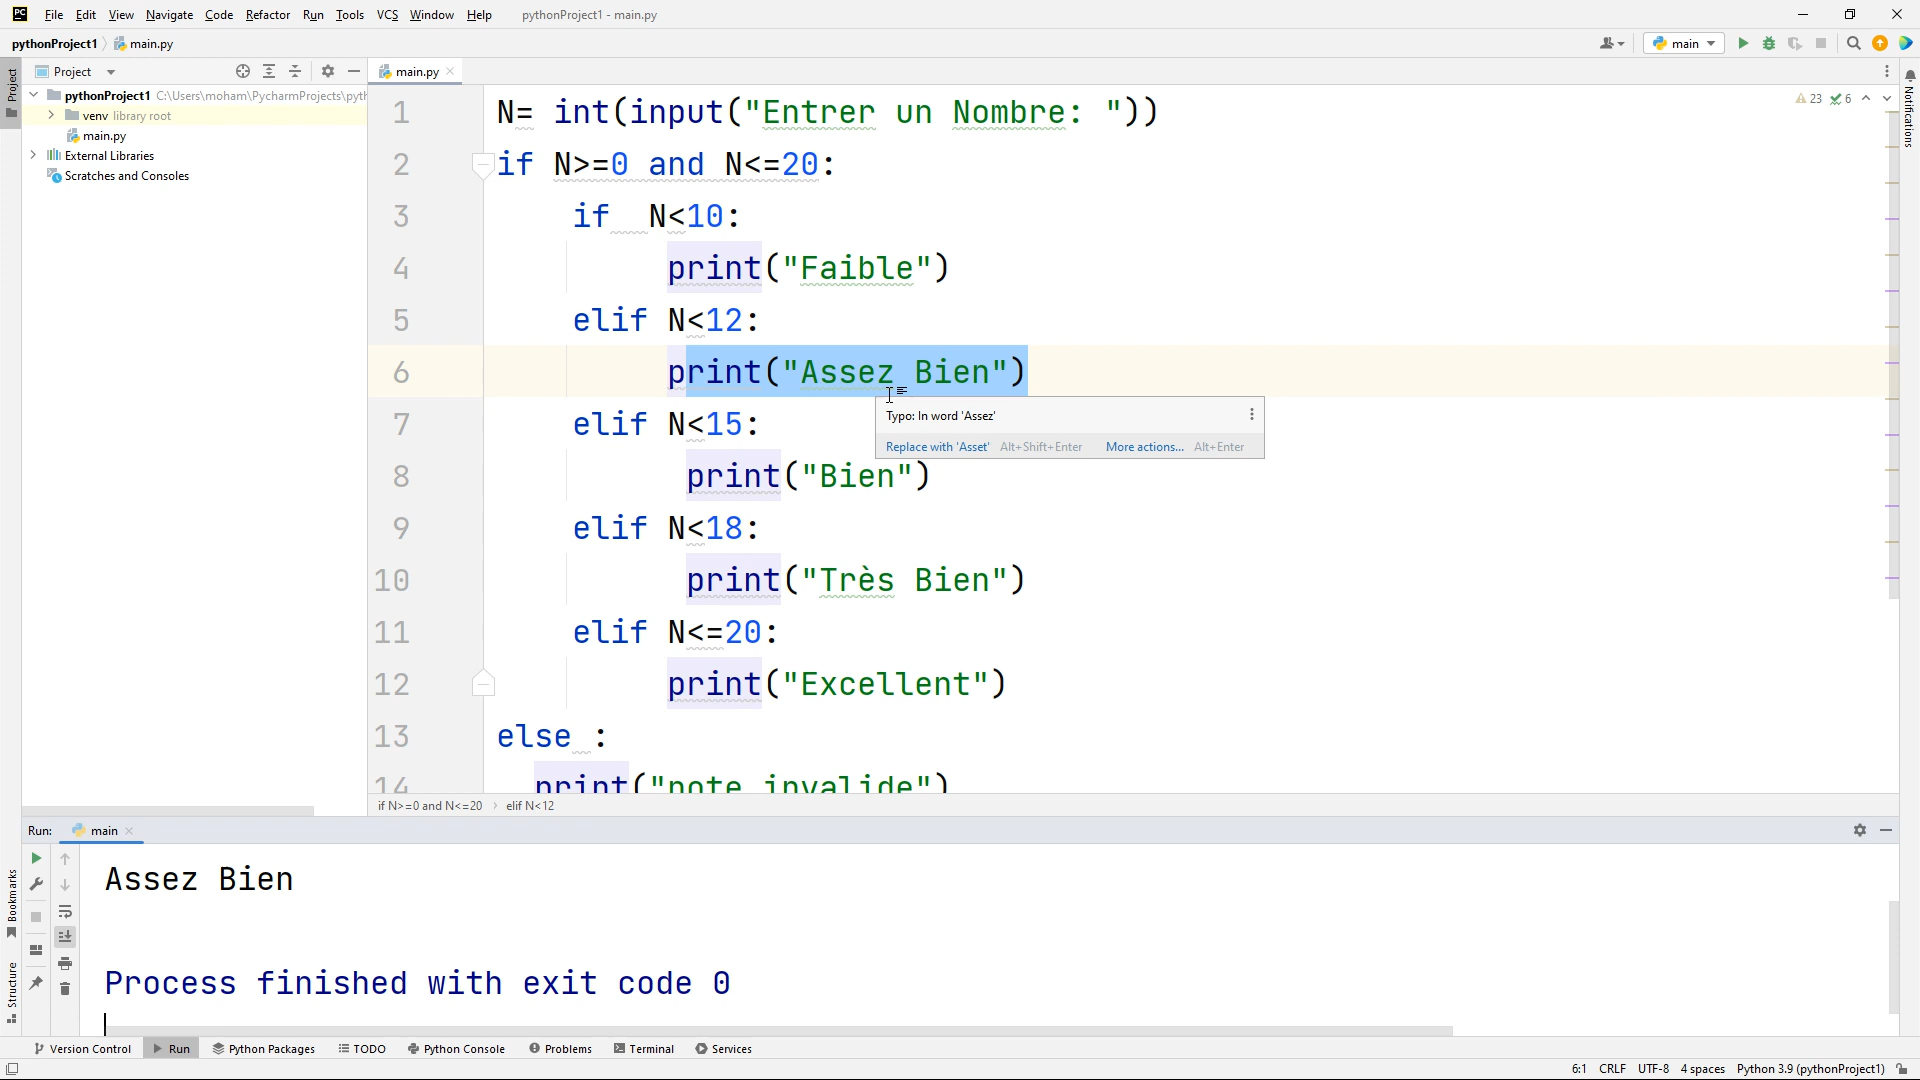 File Edit View Navigate Code Refactor Run Tools VCS Window Help pythonProject1 - main.py
pythonProject1 main.py
main
Project
main.py
pythonProject1 C:\Users\moham\PycharmProjects\pyth
venv library root
main.py
External Libraries
Scratches and Consoles
Project
Bookmarks
Structure
Notifications
23 6
1 N= int(input("Entrer un Nombre: "))
2 if N>=0 and N<=20:
3 if N<10:
4 print("Faible")
5 elif N<12:
6 print("Assez Bien")
7 elif N<15:
8 print("Bien")
9 elif N<18:
10 print("Très Bien")
11 elif N<=20:
12 print("Excellent")
13 else :
14 print("note invalide")
Typo: In word 'Assez'
Replace with 'Asset' Alt+Shift+Enter More actions... Alt+Enter
if N>=0 and N<=20 elif N<12
Run: main
Assez Bien
Process finished with exit code 0
Version Control Run Python Packages TODO Python Console Problems Terminal Services
6:1 CRLF UTF-8 4 spaces Python 3.9 (pythonProject1)